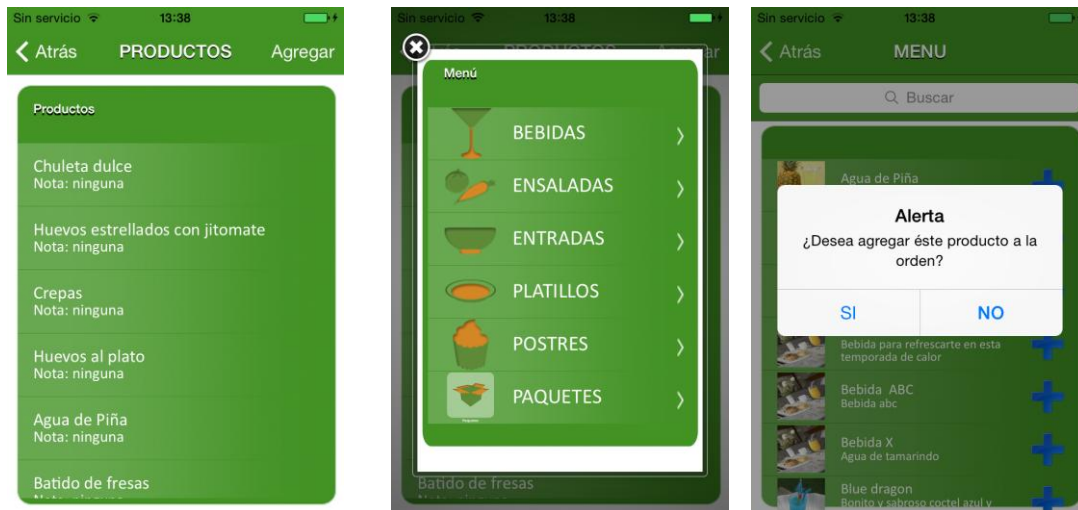 Sin servicio 13:38
Atrás PRODUCTOS Agregar
Productos
Chuleta dulce
Nota: ninguna
Huevos estrellados con jitomate
Nota: ninguna
Crepas
Nota: ninguna
Huevos al plato
Nota: ninguna
Agua de Piña
Nota: ninguna
Batido de fresas
Sin servicio 13:38
Menú
BEBIDAS
ENSALADAS
ENTRADAS
PLATILLOS
POSTRES
PAQUETES
Batido de fresas
Sin servicio 13:38
Atrás MENU
Buscar
Agua de Piña
Alerta
¿Desea agregar éste producto a la
orden?
SI NO
Bebida para refrescarte en esta
temporada de calor
Bebida ABC
Bebida abc
Bebida X
Agua de tamarindo
Blue dragon
Bonito y sabroso coctel azul y